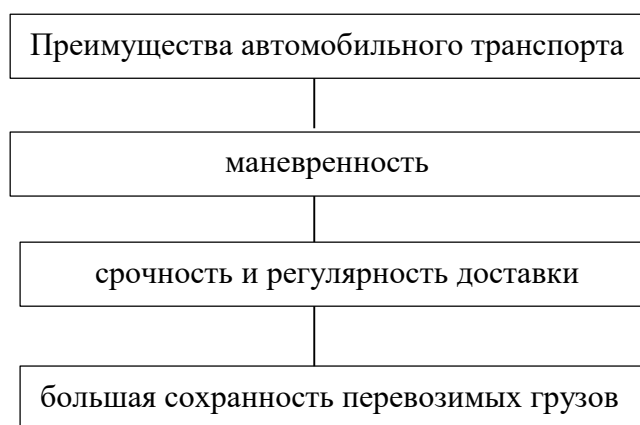 Преимущества автомобильного транспорта
маневренность
срочность и регулярность доставки
большая сохранность перевозимых грузов